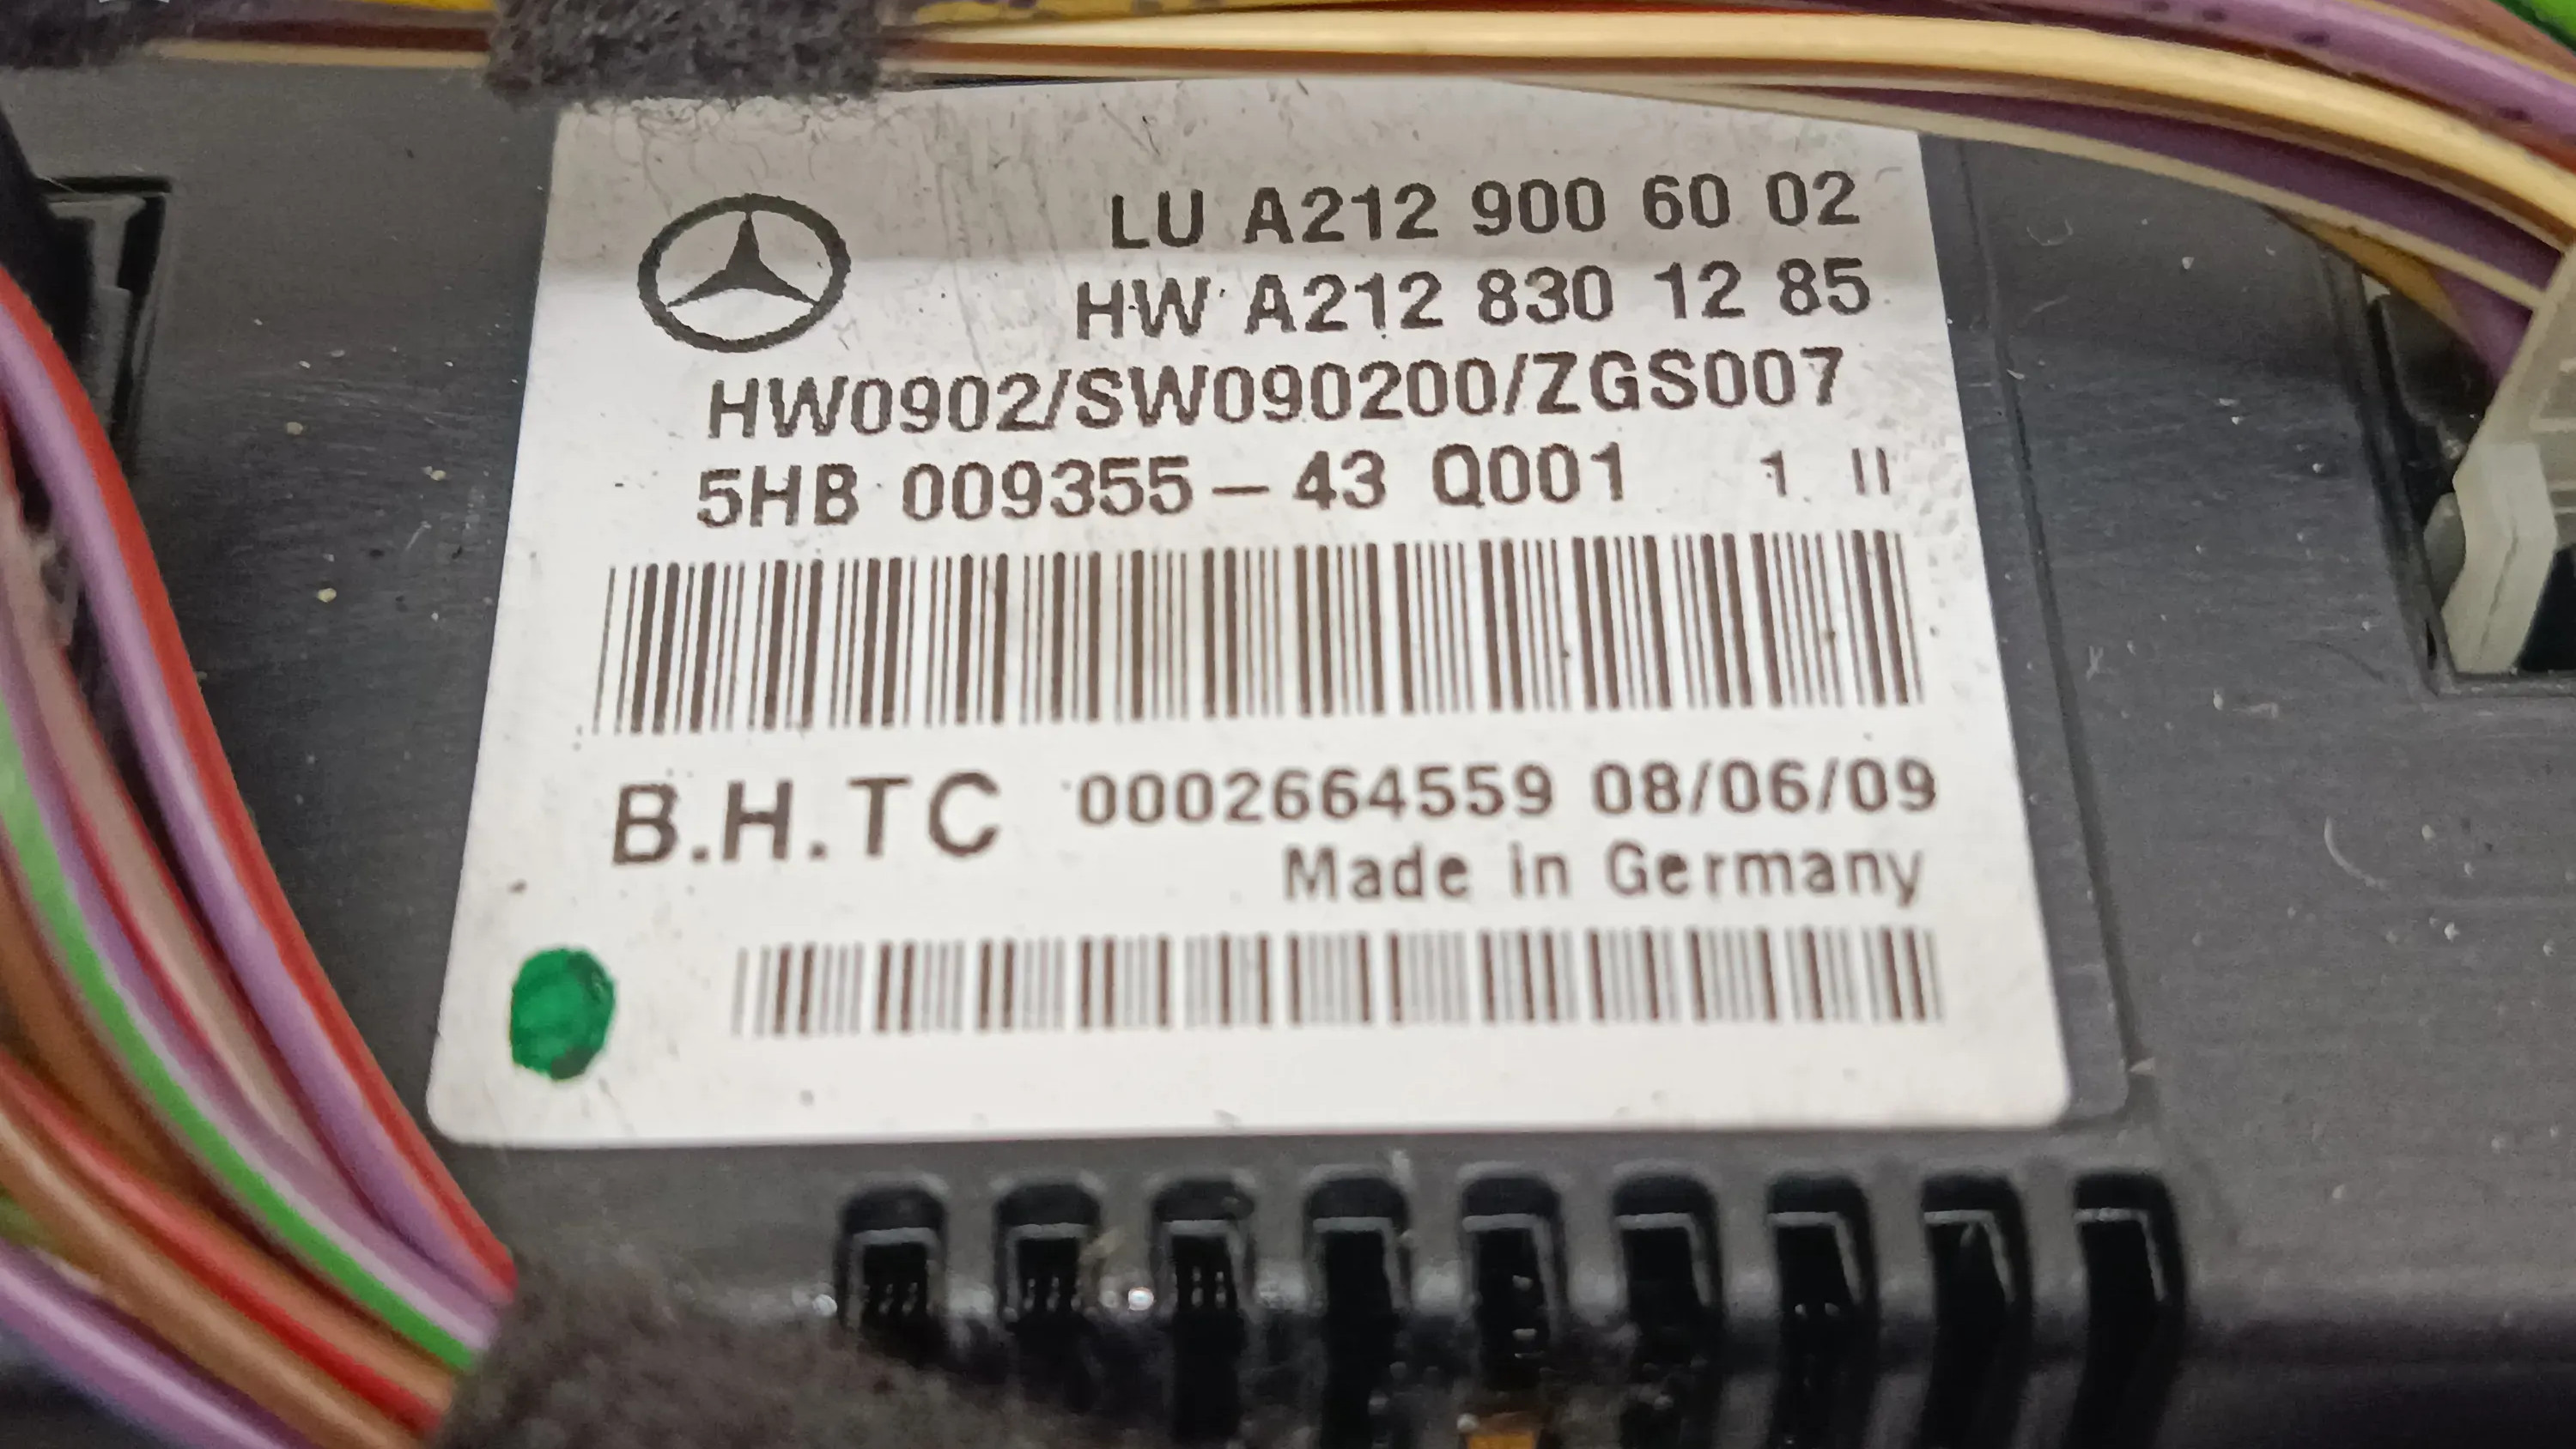 LU A212 900 60 02
HW A212 830 12 85
HW0902/SW090200/ZGS007
5HB 009355-43 Q001 1 II
B.H.TC 0002664559 08/06/09
Made in Germany